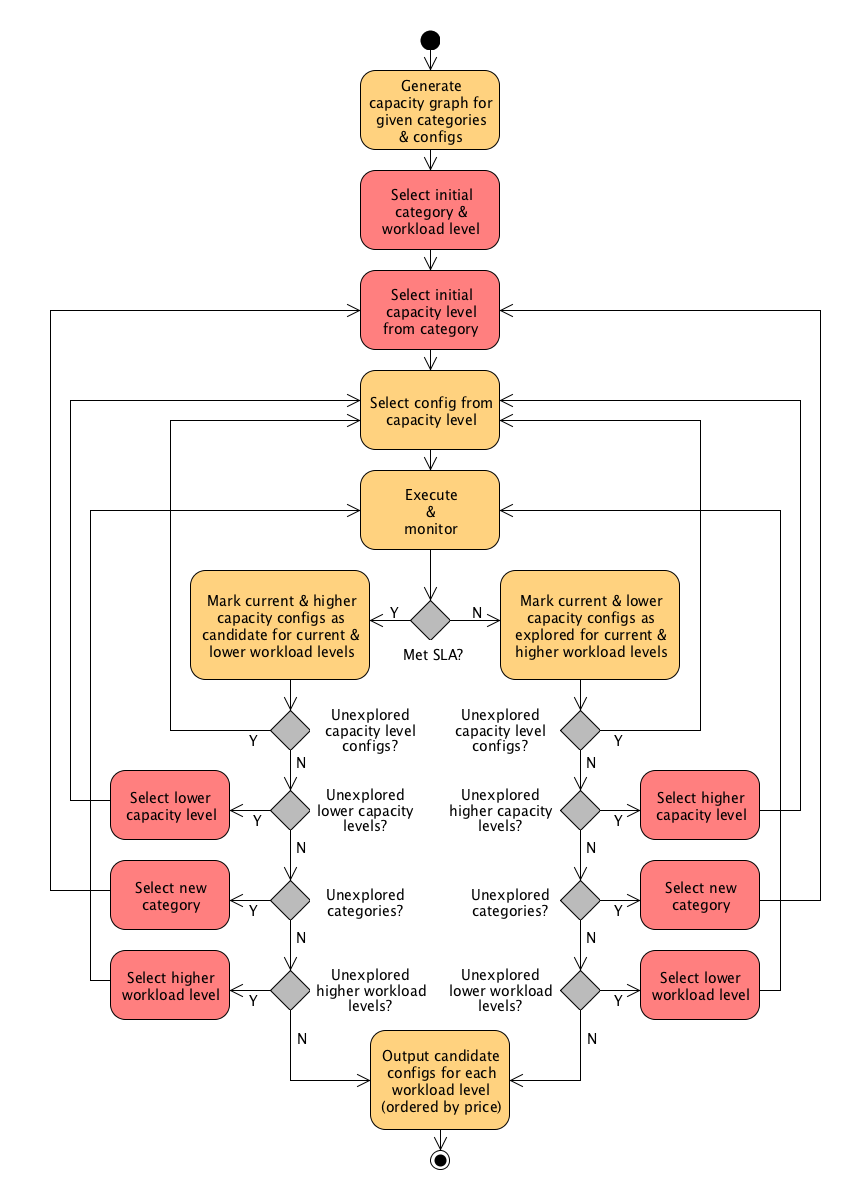 Generate
capacity graph for
given categories
& configs
Select initial
category &
workload level
Select initial
capacity level
from category
Select config from
capacity level
Execute
&
monitor
Mark current & higher
capacity configs as
candidate for current &
lower workload levels
Y
N
Met SLA?
Mark current & lower
capacity configs as
explored for current &
higher workload levels
Unexplored
capacity level
configs?
Y
N
Unexplored
capacity level
configs?
Y
N
Select lower
capacity level
Y
Unexplored
lower capacity
levels?
N
Unexplored
higher capacity
levels?
Y
N
Select higher
capacity level
Select new
category
Y
Unexplored
categories?
N
Unexplored
categories?
Y
N
Select new
category
Select higher
workload level
Y
Unexplored
higher workload
levels?
N
Unexplored
lower workload
levels?
Y
N
Select lower
workload level
Output candidate
configs for each
workload level
(ordered by price)